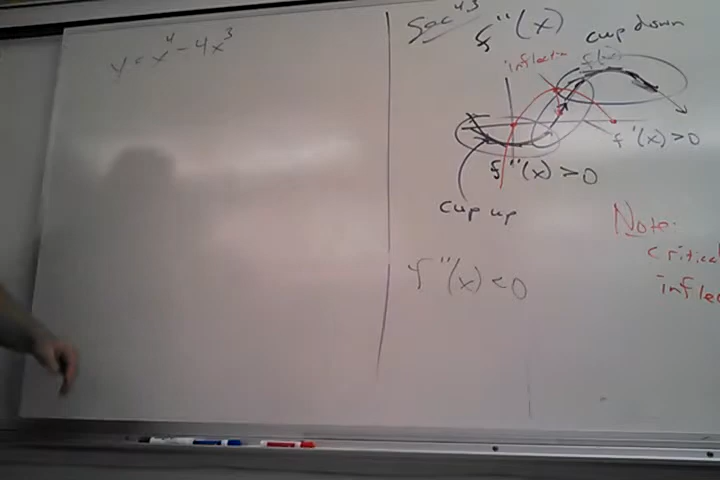 y = x⁴ - 4x³
Sec 4.3
f''(x)
cup down
inflection
f(x)
f'(x) > 0
f''(x) > 0
cup up
Note:
critical
f''(x) < 0
inflec